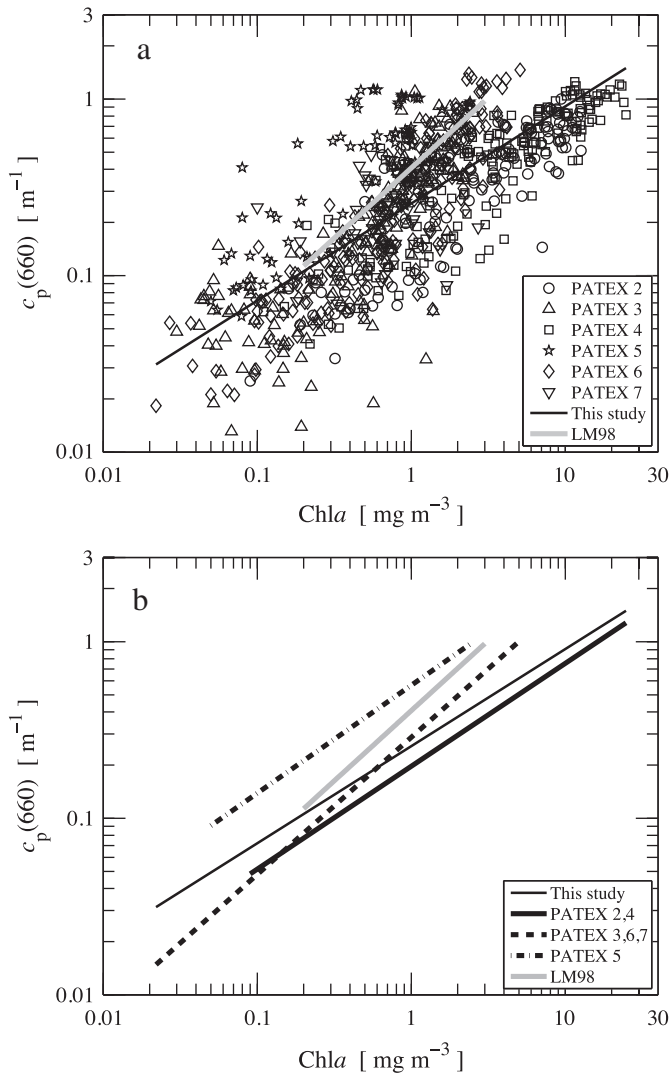 a
3
1
0.1
0.01
cp(660) [ m−1 ]
PATEX 2
PATEX 3
PATEX 4
PATEX 5
PATEX 6
PATEX 7
This study
LM98
0.01 0.1 1 10 30
Chla [ mg m−3 ]
b
3
1
0.1
0.01
cp(660) [ m−1 ]
This study
PATEX 2,4
PATEX 3,6,7
PATEX 5
LM98
0.01 0.1 1 10 30
Chla [ mg m−3 ]